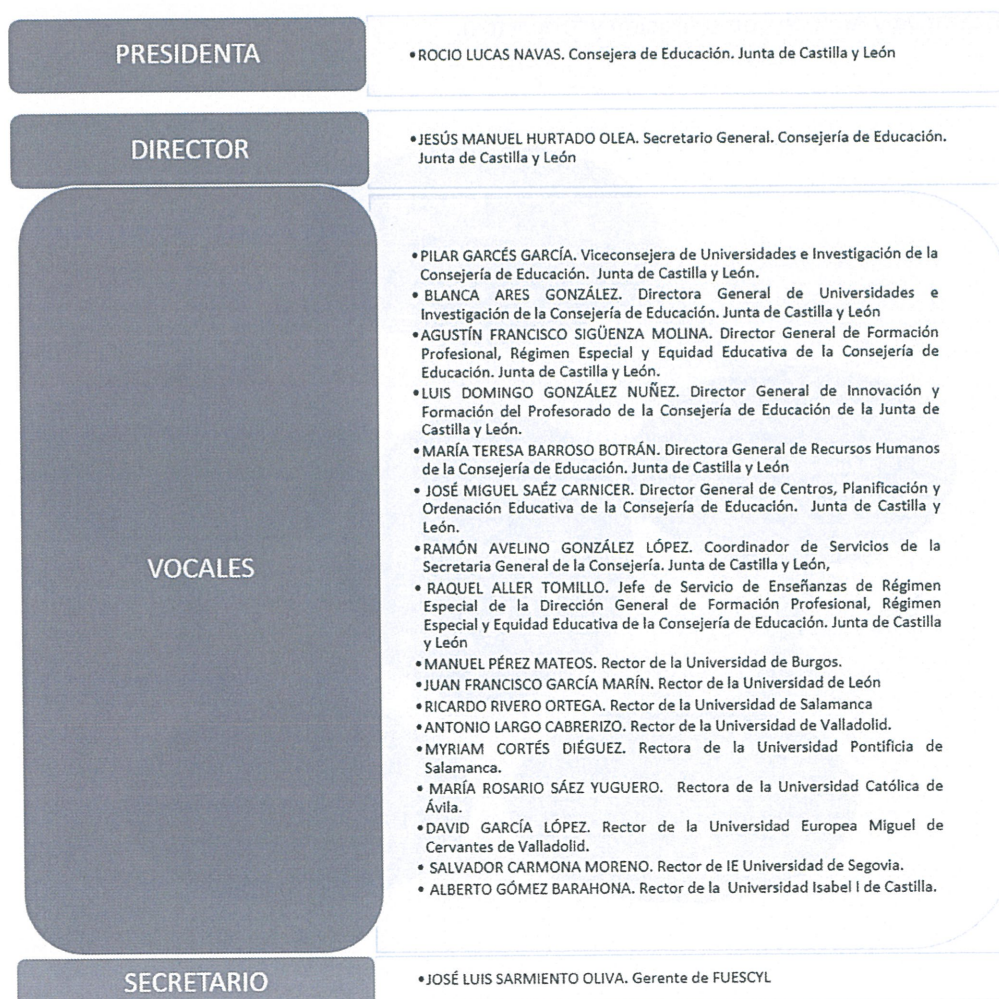 PRESIDENTA
•ROCIO LUCAS NAVAS. Consejera de Educación. Junta de Castilla y León
DIRECTOR
•JESÚS MANUEL HURTADO OLEA. Secretario General. Consejería de Educación.
Junta de Castilla y León
VOCALES
•PILAR GARCÉS GARCÍA. Viceconsejera de Universidades e Investigación de la
Consejería de Educación. Junta de Castilla y León.
• BLANCA ARES GONZÁLEZ. Directora General de Universidades e
Investigación de la Consejería de Educación. Junta de Castilla y León
•AGUSTÍN FRANCISCO SIGÜENZA MOLINA. Director General de Formación
Profesional, Régimen Especial y Equidad Educativa de la Consejería de
Educación. Junta de Castilla y León.
•LUIS DOMINGO GONZÁLEZ NUÑEZ. Director General de Innovación y
Formación del Profesorado de la Consejería de Educación de la Junta de
Castilla y León.
•MARÍA TERESA BARROSO BOTRÁN. Directora General de Recursos Humanos
de la Consejería de Educación. Junta de Castilla y León
• JOSÉ MIGUEL SAÉZ CARNICER. Director General de Centros, Planificación y
Ordenación Educativa de la Consejería de Educación. Junta de Castilla y
León.
•RAMÓN AVELINO GONZÁLEZ LÓPEZ. Coordinador de Servicios de la
Secretaria General de la Consejería. Junta de Castilla y León,
• RAQUEL ALLER TOMILLO. Jefe de Servicio de Enseñanzas de Régimen
Especial de la Dirección General de Formación Profesional, Régimen
Especial y Equidad Educativa de la Consejería de Educación. Junta de Castilla
y León
•MANUEL PÉREZ MATEOS. Rector de la Universidad de Burgos.
•JUAN FRANCISCO GARCÍA MARÍN. Rector de la Universidad de León
•RICARDO RIVERO ORTEGA. Rector de la Universidad de Salamanca
•ANTONIO LARGO CABRERIZO. Rector de la Universidad de Valladolid.
•MYRIAM CORTÉS DIÉGUEZ. Rectora de la Universidad Pontificia de
Salamanca.
• MARÍA ROSARIO SÁEZ YUGUERO. Rectora de la Universidad Católica de
Ávila.
•DAVID GARCÍA LÓPEZ. Rector de la Universidad Europea Miguel de
Cervantes de Valladolid.
• SALVADOR CARMONA MORENO. Rector de IE Universidad de Segovia.
• ALBERTO GÓMEZ BARAHONA. Rector de la Universidad Isabel I de Castilla.
SECRETARIO
•JOSÉ LUIS SARMIENTO OLIVA. Gerente de FUESCYL